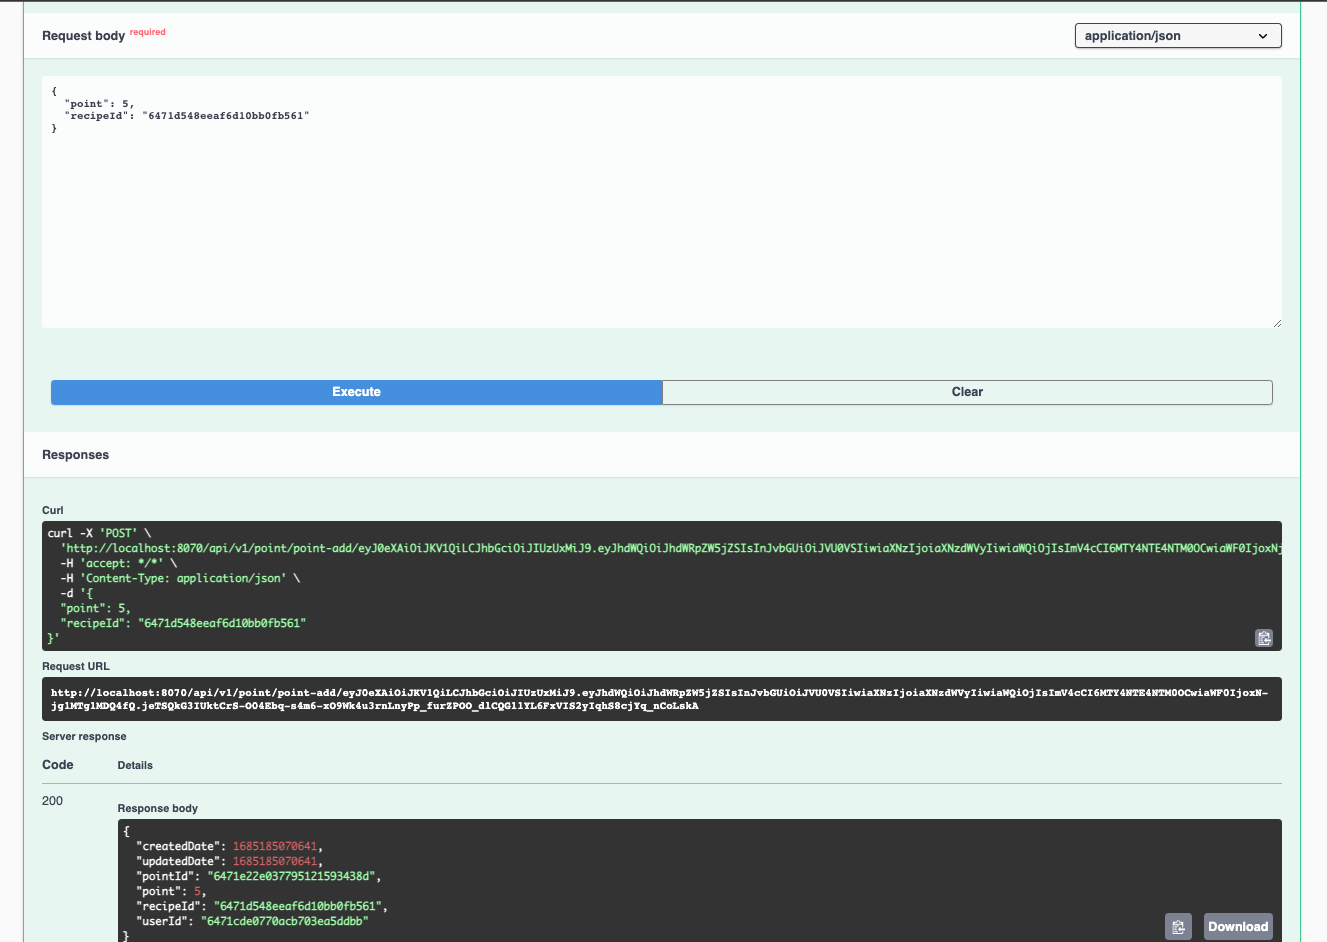 Request body required
application/json
{
"point": 5,
"recipeId": "6471d548eeaf6d10bb0fb561"
}
Execute
Clear
Responses
Curl
curl -X 'POST' \
'http://localhost:8070/api/v1/point/point-add/eyJ0eXAiOiJKV1QiLCJhbGciOiJIUzUxMiJ9.eyJhdWQiOiJhdWRpZW5jZSIsInJvbGUiOiJVU0VSIiwiaXNzIjoiaXNzdWVyIiwiaWQiOjIsImV4cCI6MTY4NTE4NTM0OCwiaWF0IjoxNj
-H 'accept: */*' \
-H 'Content-Type: application/json' \
-d '{
"point": 5,
"recipeId": "6471d548eeaf6d10bb0fb561"
}'
Request URL
http://localhost:8070/api/v1/point/point-add/eyJ0eXAiOiJKV1QiLCJhbGciOiJIUzUxMiJ9.eyJhdWQiOiJhdWRpZW5jZSIsInJvbGUiOiJVU0VSIiwiaXNzIjoiaXNzdWVyIiwiaWQiOjIsImV4cCI6MTY4NTE4NTM0OCwiaWF0IjoxN-
jg1MTg1MDQ4fQ.jeTSQkG3IUktCrS-OO4Ebq-s4m6-xO9Wk4u3rnLnyPp_furZPOO_dlCQG11YL6FxVIS2yIqhS8cjYq_nCoLskA
Server response
Code
Details
200
Response body
{
"createdDate": 1685185070641,
"updatedDate": 1685185070641,
"pointId": "6471e22e037795121593438d",
"point": 5,
"recipeId": "6471d548eeaf6d10bb0fb561",
"userId": "6471cde0770acb703ea5ddbb"
}
Download